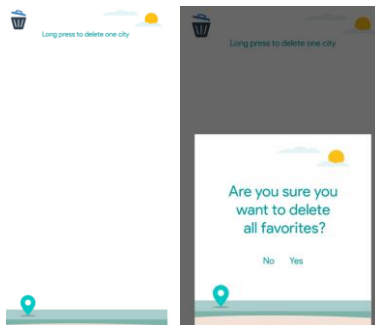 Long press to delete one city
Long press to delete one city
Are you sure you
want to delete
all favorites?
No Yes